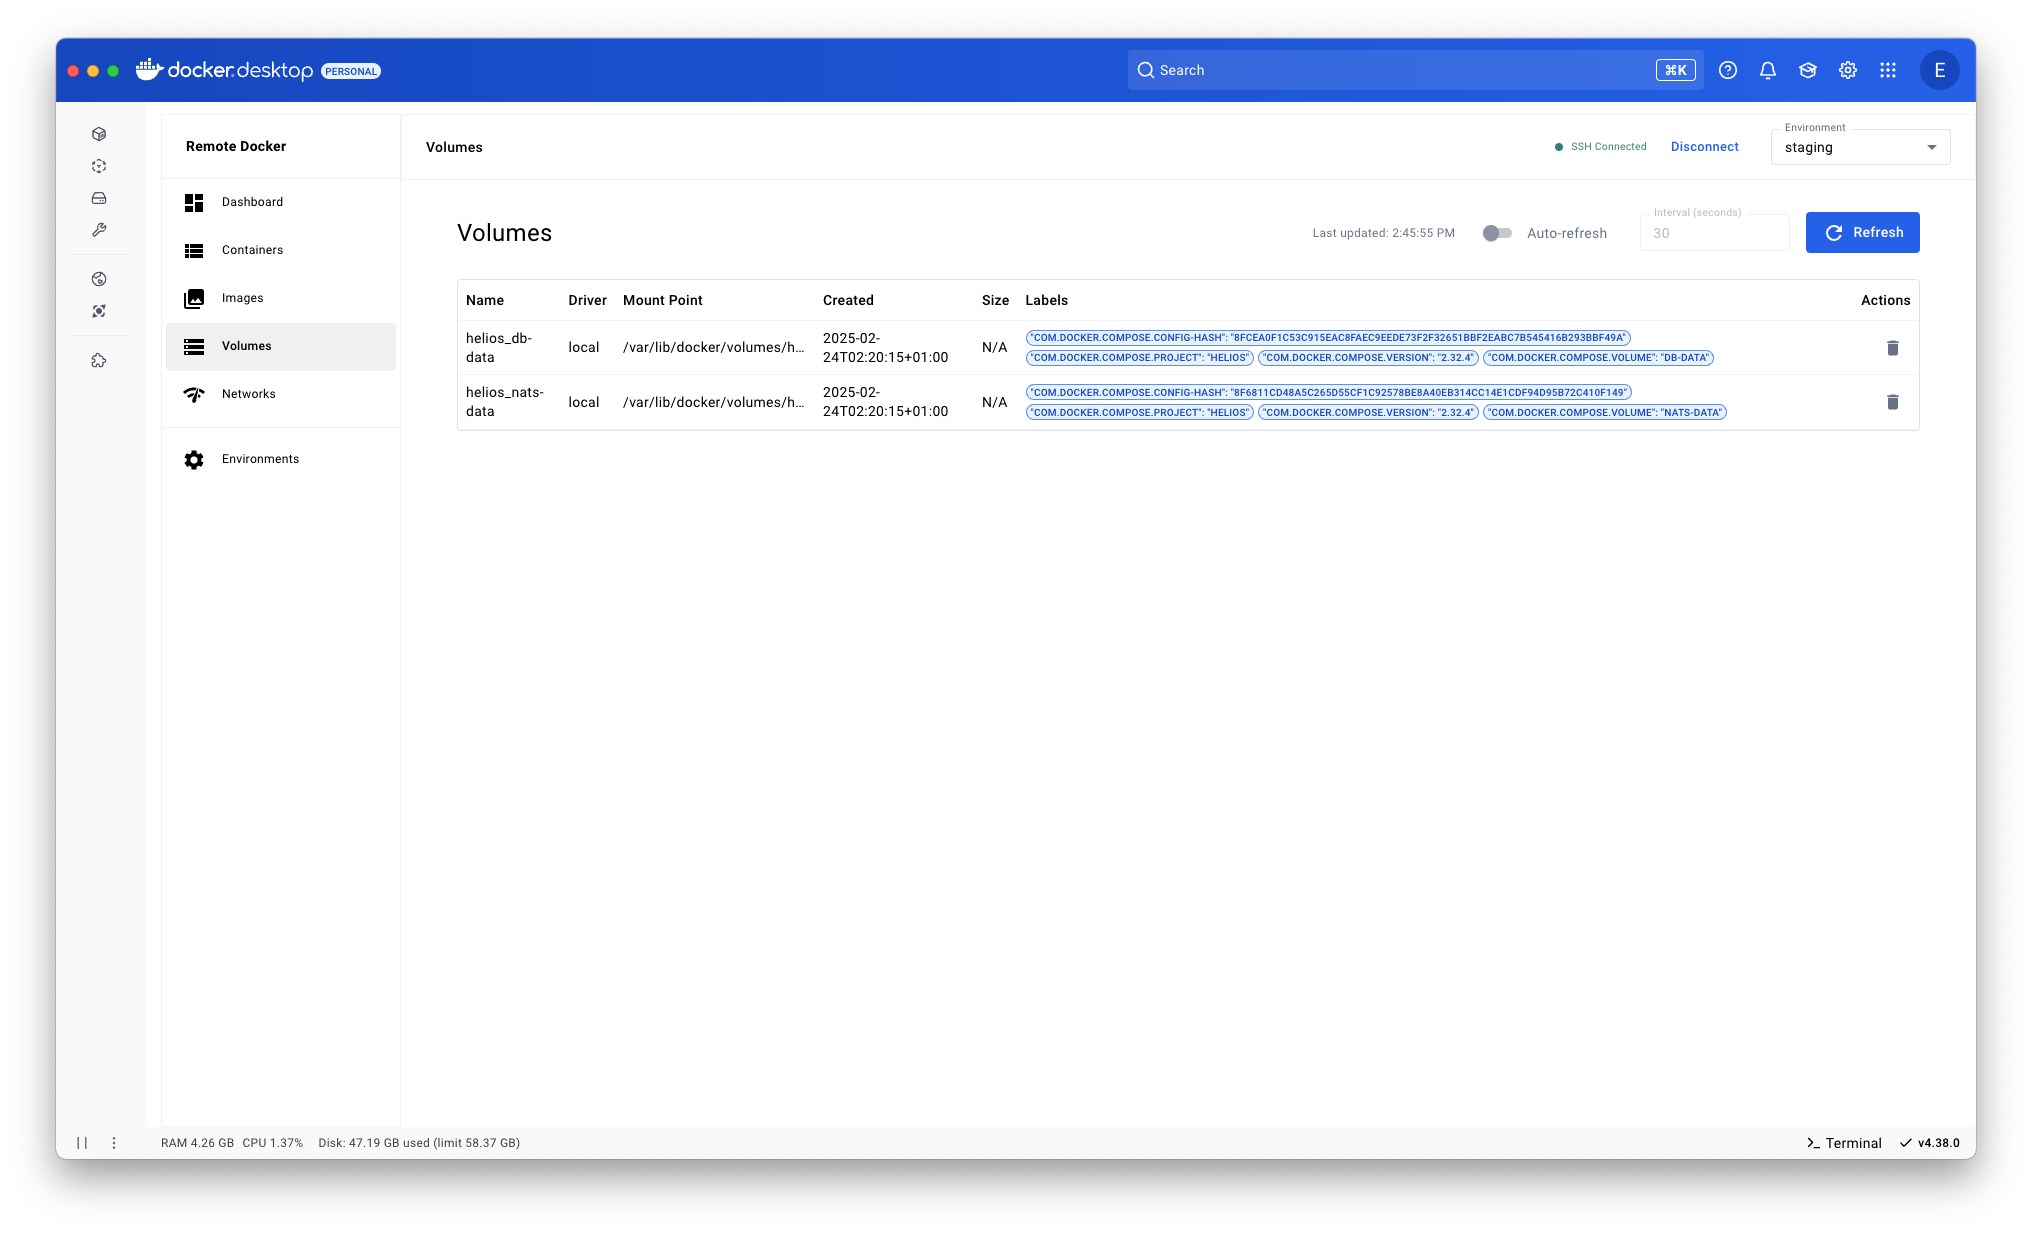 docker desktop PERSONAL
Search
⌘K
E
Remote Docker
Dashboard
Containers
Images
Volumes
Networks
Environments
Volumes
SSH Connected
Disconnect
Environment
staging
Volumes
Last updated: 2:45:55 PM
Auto-refresh
Interval (seconds)
30
Refresh
Name Driver Mount Point Created Size Labels Actions
helios_db-
data
local
/var/lib/docker/volumes/h...
2025-02-
24T02:20:15+01:00
N/A
"COM.DOCKER.COMPOSE.CONFIG-HASH": "8FCEA0F1C53C915EAC8FAEC9EEDE73F2F32651BBF2EABC7B545416B293BBF49A"
"COM.DOCKER.COMPOSE.PROJECT": "HELIOS" "COM.DOCKER.COMPOSE.VERSION": "2.32.4" "COM.DOCKER.COMPOSE.VOLUME": "DB-DATA"
helios_nats-
data
local
/var/lib/docker/volumes/h...
2025-02-
24T02:20:15+01:00
N/A
"COM.DOCKER.COMPOSE.CONFIG-HASH": "8F6811CD48A5C265D55CF1C92578BE8A40EB314CC14E1CDF94D95B72C410F149"
"COM.DOCKER.COMPOSE.PROJECT": "HELIOS" "COM.DOCKER.COMPOSE.VERSION": "2.32.4" "COM.DOCKER.COMPOSE.VOLUME": "NATS-DATA"
RAM 4.26 GB CPU 1.37% Disk: 47.19 GB used (limit 58.37 GB)
Terminal
v4.38.0